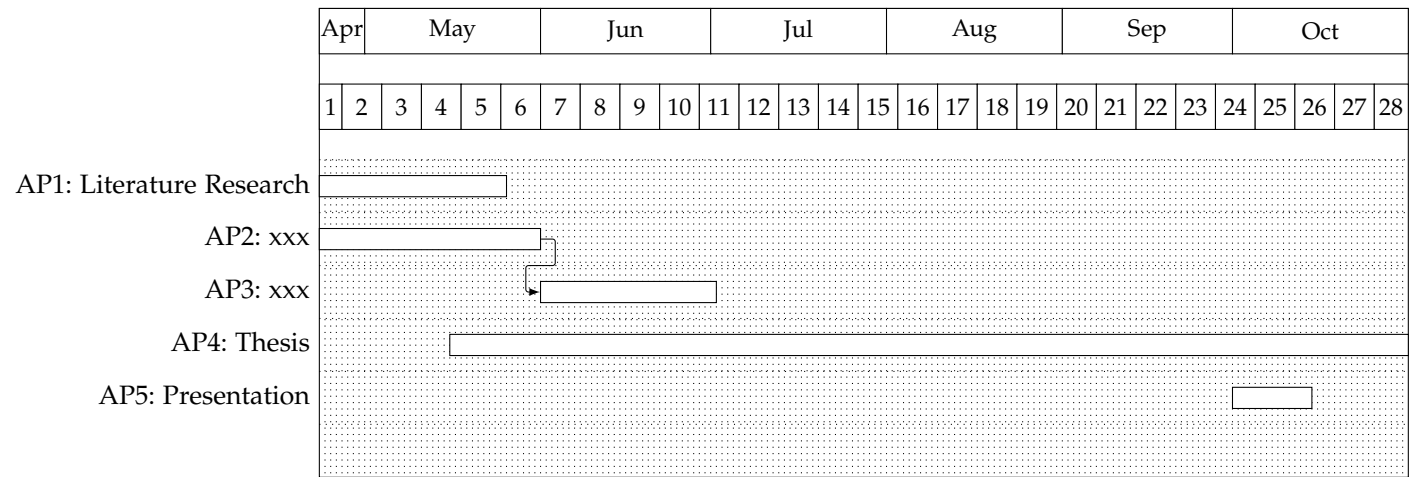 Apr May Jun Jul Aug Sep Oct
1 2 3 4 5 6 7 8 9 10 11 12 13 14 15 16 17 18 19 20 21 22 23 24 25 26 27 28
AP1: Literature Research
AP2: xxx
AP3: xxx
AP4: Thesis
AP5: Presentation